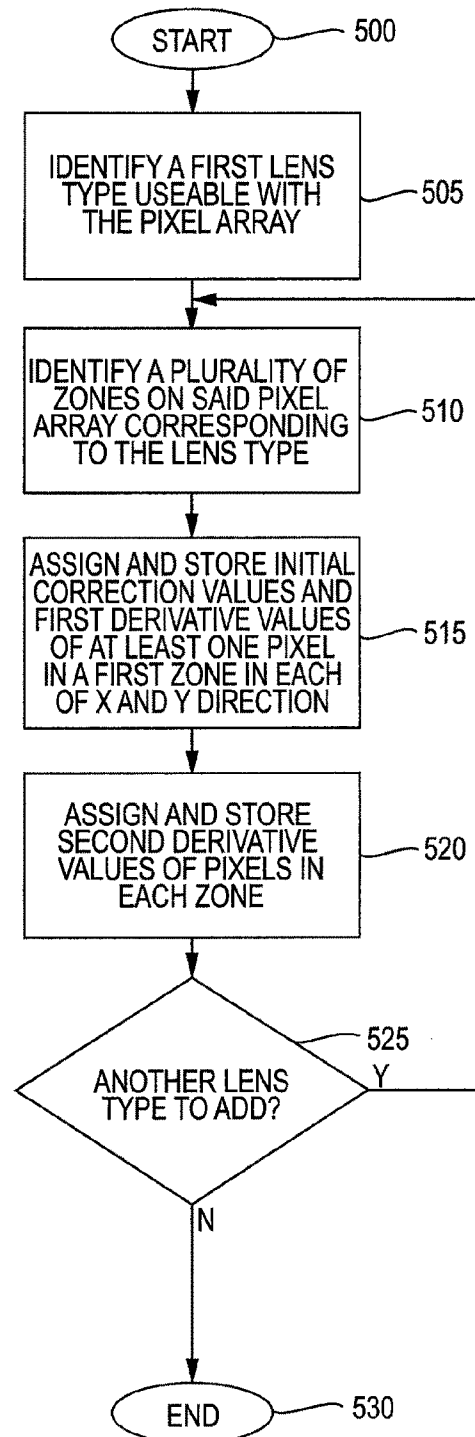 START
500
IDENTIFY A FIRST LENS
TYPE USEABLE WITH
THE PIXEL ARRAY
505
IDENTIFY A PLURALITY OF
ZONES ON SAID PIXEL
ARRAY CORRESPONDING
TO THE LENS TYPE
510
ASSIGN AND STORE INITIAL
CORRECTION VALUES AND
FIRST DERIVATIVE VALUES
OF AT LEAST ONE PIXEL
IN A FIRST ZONE IN EACH
OF X AND Y DIRECTION
515
ASSIGN AND STORE
SECOND DERIVATIVE
VALUES OF PIXELS IN
EACH ZONE
520
525
ANOTHER LENS
TYPE TO ADD?
Y
N
END
530